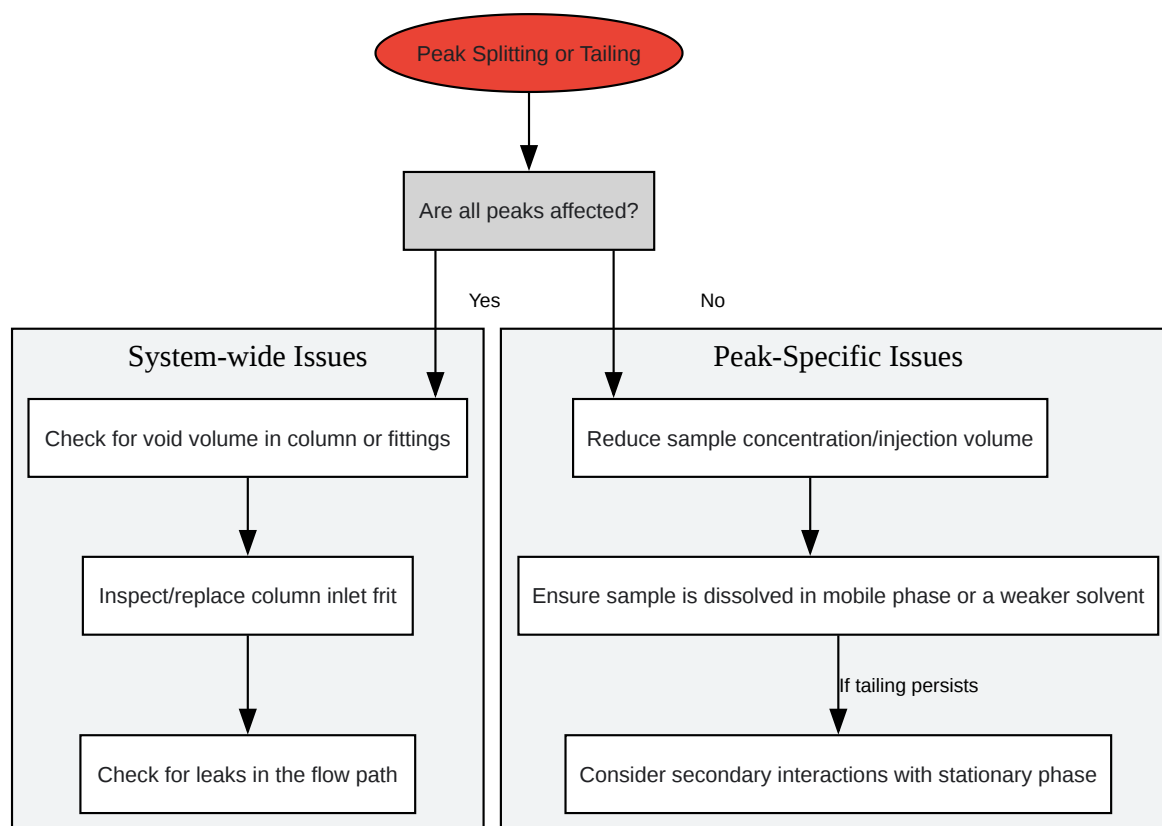 Peak Splitting or Tailing
Are all peaks affected?
Yes
No
System-wide Issues
Check for void volume in column or fittings
Inspect/replace column inlet frit
Check for leaks in the flow path
Peak-Specific Issues
Reduce sample concentration/injection volume
Ensure sample is dissolved in mobile phase or a weaker solvent
If tailing persists
Consider secondary interactions with stationary phase